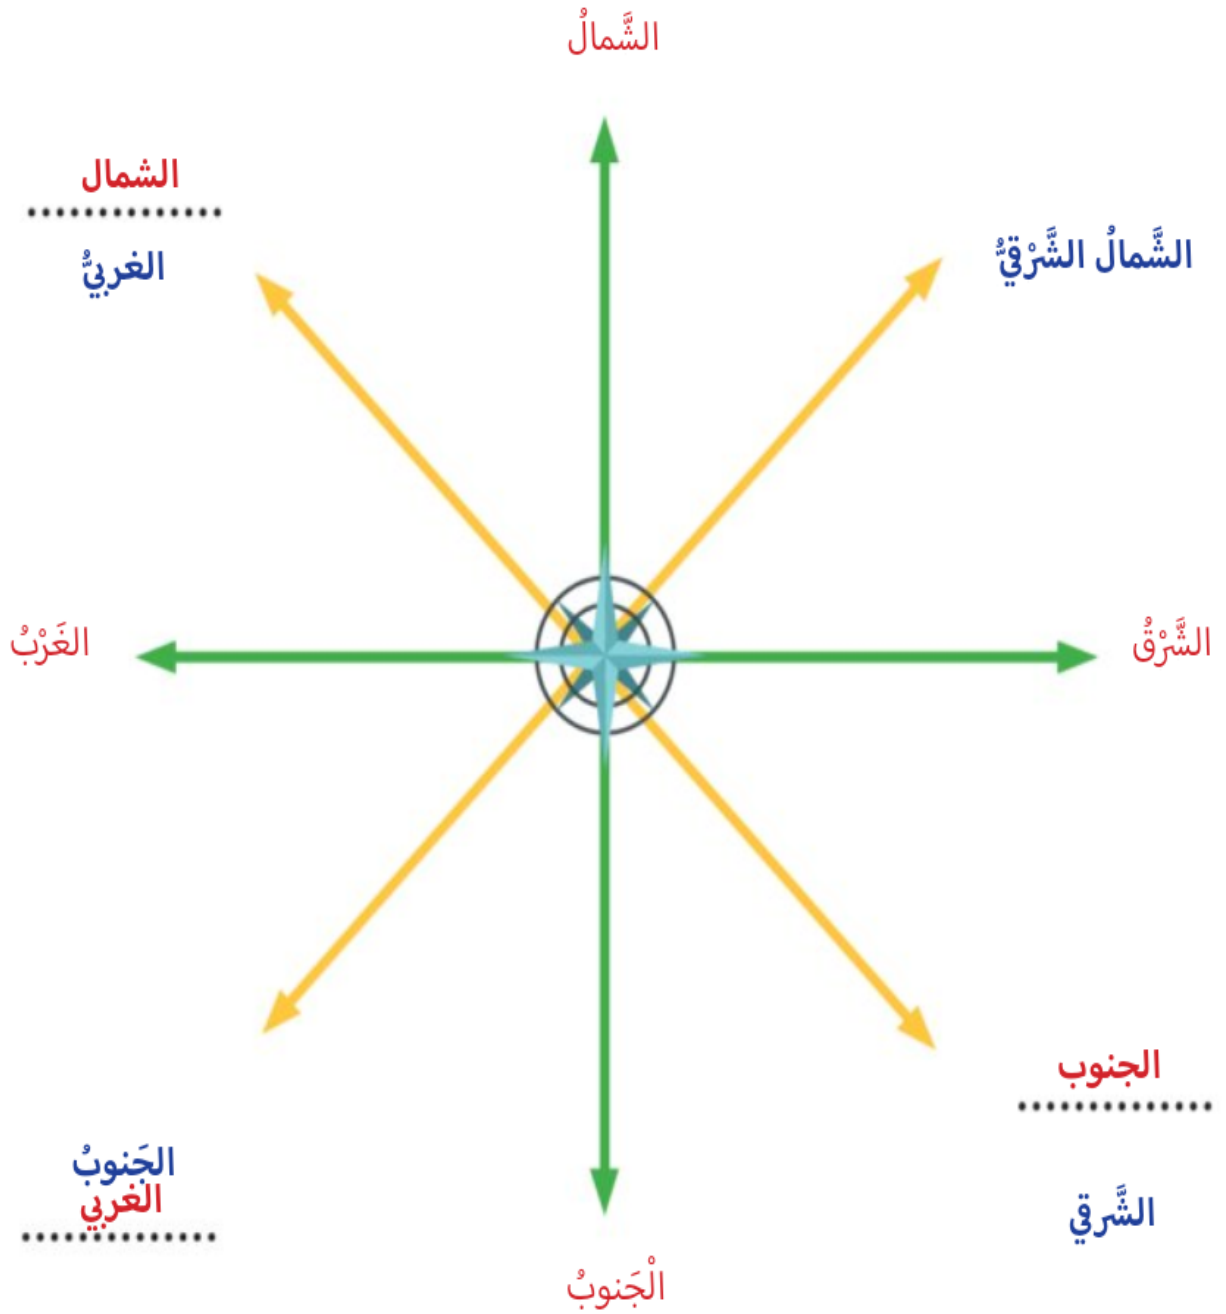 الشَّمالُ
الشمال
الغربيُّ
الشَّمالُ الشَّرْقيُّ
الغَرْبُ
الشَّرْقُ
الجنوب
الشَّرقي
الجَنوبُ
الغربي
الْجَنوبُ